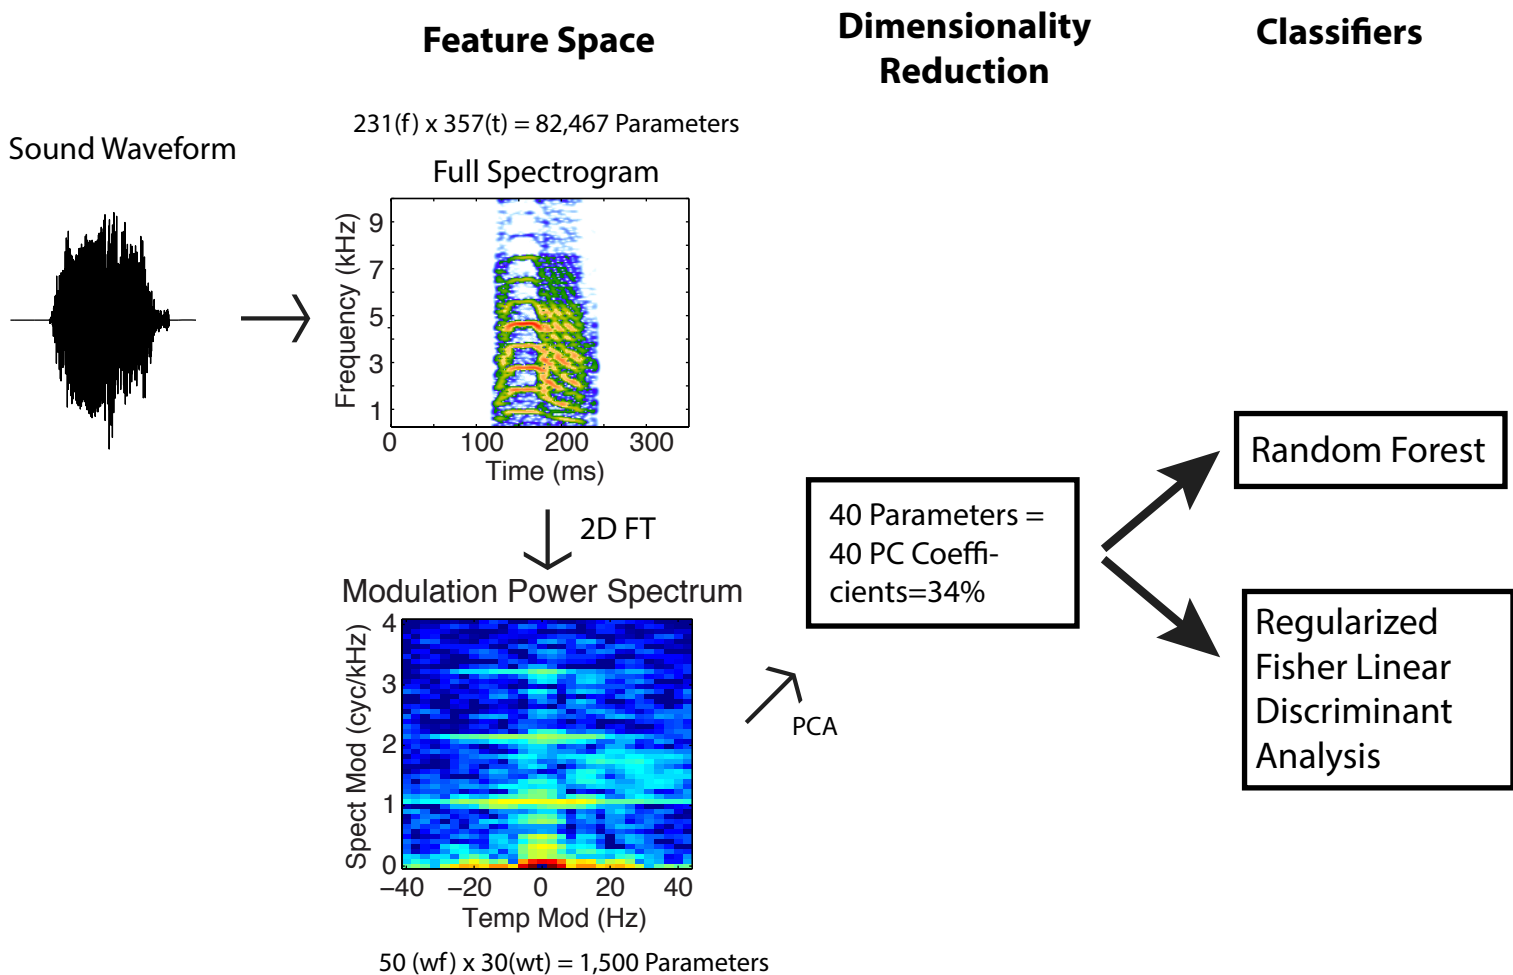 Feature Space
Dimensionality
Reduction
Classifiers
231(f) x 357(t) = 82,467 Parameters
Sound Waveform
Full Spectrogram
Frequency (kHz)
9
7
5
3
1
0 100 200 300
Time (ms)
2D FT
Modulation Power Spectrum
Spect Mod (cyc/kHz)
4
3
2
1
0
−40 −20 0 20 40
Temp Mod (Hz)
50 (wf) x 30(wt) = 1,500 Parameters
PCA
40 Parameters =
40 PC Coeffi-
cients=34%
Random Forest
Regularized
Fisher Linear
Discriminant
Analysis